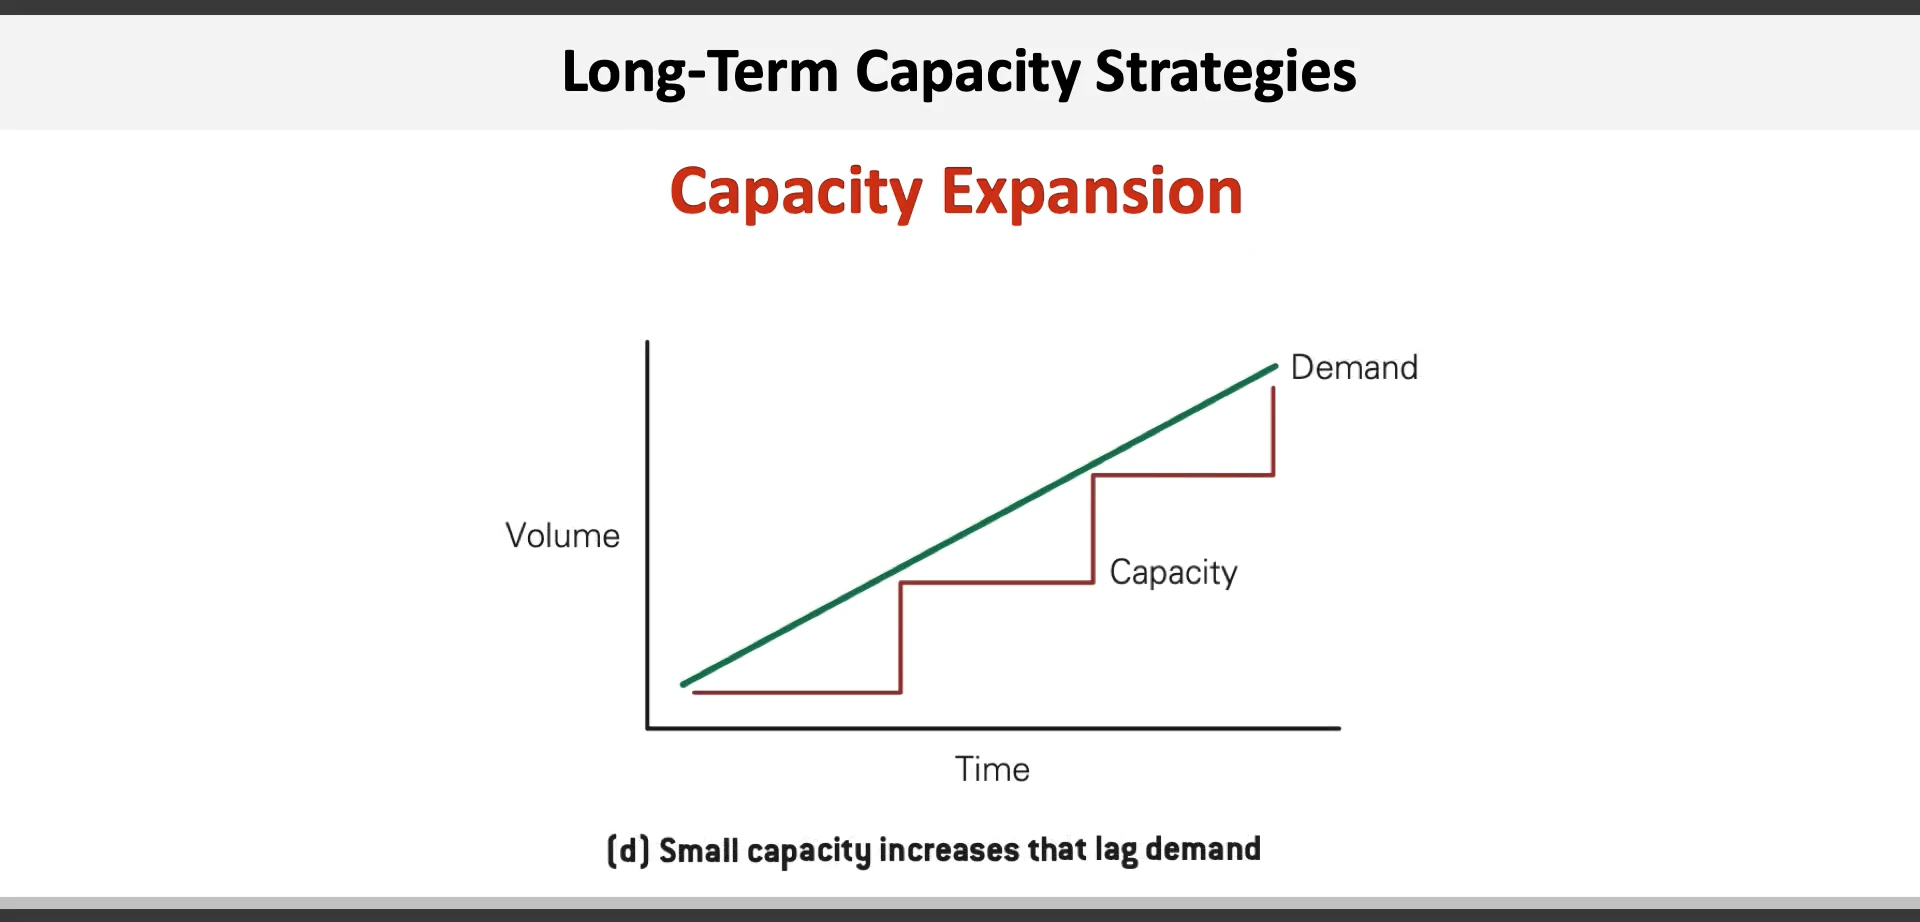 Long-Term Capacity Strategies
Capacity Expansion
Demand
Volume
Capacity
Time
(d) Small capacity increases that lag demand